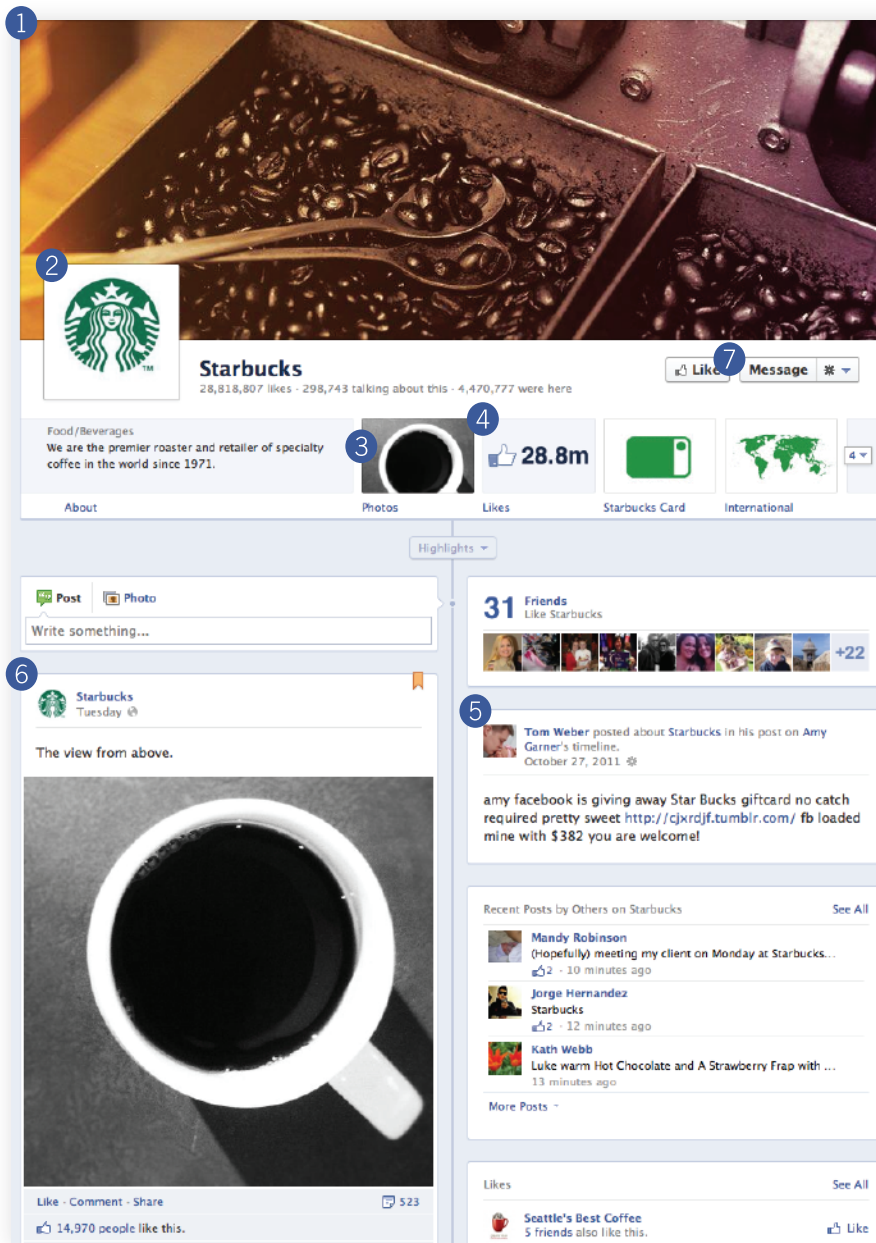 1
2
TM
Starbucks
28,818,807 likes · 298,743 talking about this · 4,470,777 were here
Like
7
Message
Food/Beverages
We are the premier roaster and retailer of specialty
coffee in the world since 1971.
3
4
28.8m
4
About
Photos
Likes
Starbucks Card
International
Highlights
Post
Photo
Write something...
31 Friends
Like Starbucks
+22
6
Starbucks
Tuesday
The view from above.
5
Tom Weber posted about Starbucks in his post on Amy
Garner's timeline.
October 27, 2011
amy facebook is giving away Star Bucks giftcard no catch
required pretty sweet http://cjxrdjf.tumblr.com/ fb loaded
mine with $382 you are welcome!
Recent Posts by Others on Starbucks
See All
Mandy Robinson
(Hopefully) meeting my client on Monday at Starbucks...
2 · 10 minutes ago
Jorge Hernandez
Starbucks
2 · 12 minutes ago
Kath Webb
Luke warm Hot Chocolate and A Strawberry Frap with ...
13 minutes ago
More Posts
Like · Comment · Share
523
14,970 people like this.
Likes
See All
Seattle's Best Coffee
5 friends also like this.
Like